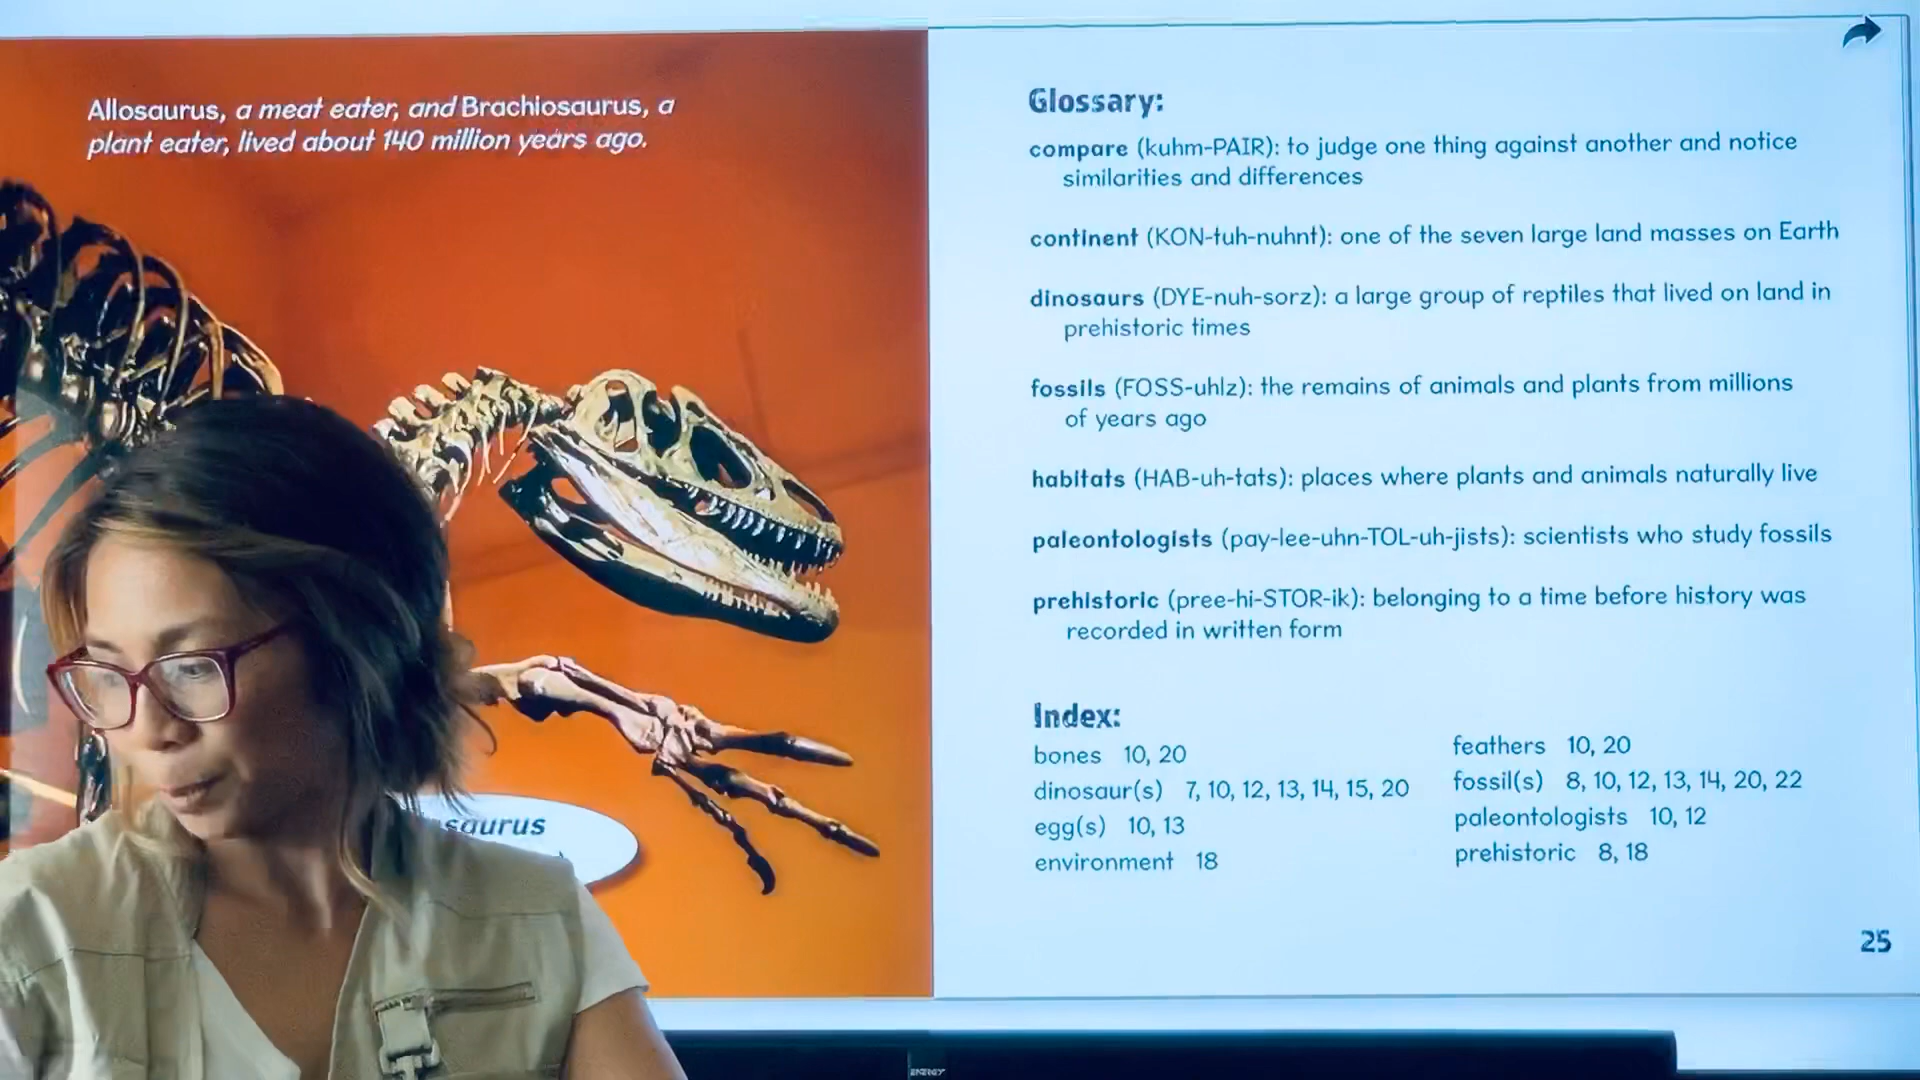 Allosaurus, a meat eater, and Brachiosaurus, a
plant eater, lived about 140 million years ago.
Glossary:
compare (kuhm-PAIR): to judge one thing against another and notice
similarities and differences
continent (KON-tuh-nuhnt): one of the seven large land masses on Earth
dinosaurs (DYE-nuh-sorz): a large group of reptiles that lived on land in
prehistoric times
fossils (FOSS-uhlz): the remains of animals and plants from millions
of years ago
habitats (HAB-uh-tats): places where plants and animals naturally live
paleontologists (pay-lee-uhn-TOL-uh-jists): scientists who study fossils
prehistoric (pree-hi-STOR-ik): belonging to a time before history was
recorded in written form
Index:
bones 10, 20
dinosaur(s) 7, 10, 12, 13, 14, 15, 20
egg(s) 10, 13
environment 18
feathers 10, 20
fossil(s) 8, 10, 12, 13, 14, 20, 22
paleontologists 10, 12
prehistoric 8, 18
25